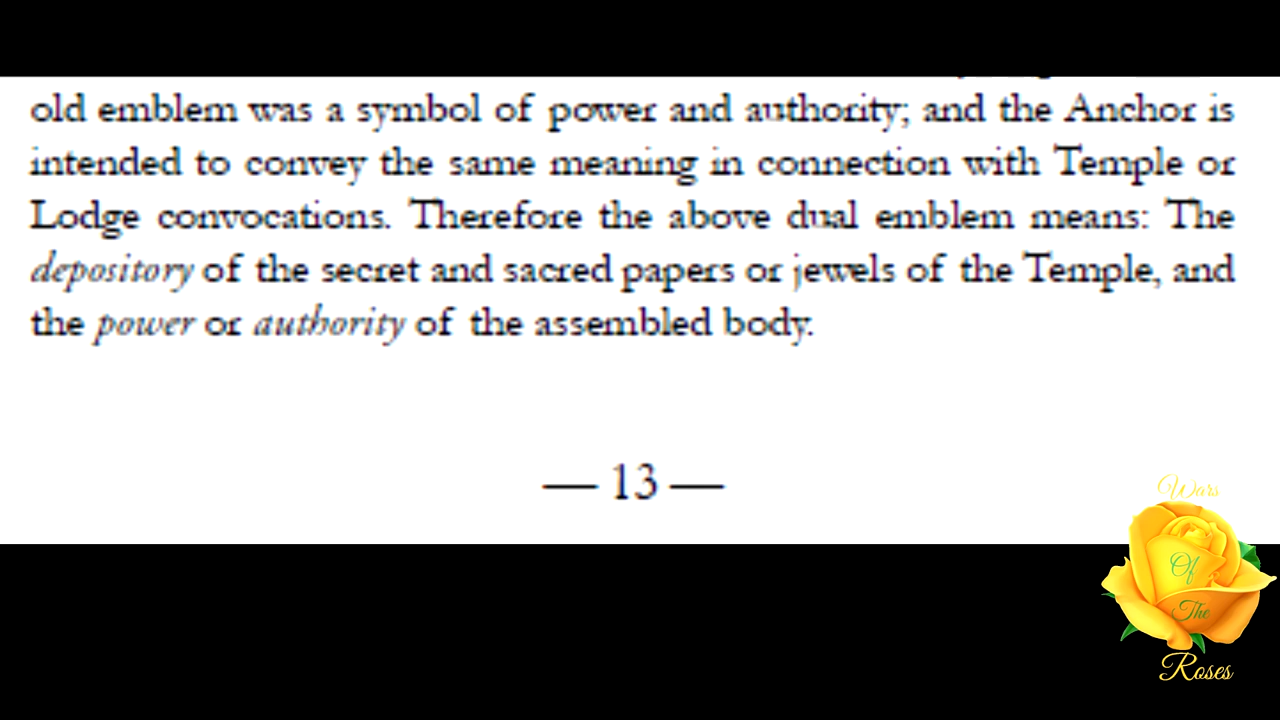 old emblem was a symbol of power and authority; and the Anchor is
intended to convey the same meaning in connection with Temple or
Lodge convocations. Therefore the above dual emblem means: The
depository of the secret and sacred papers or jewels of the Temple, and
the power or authority of the assembled body.
— 13 —
Wars
Of
The
Roses